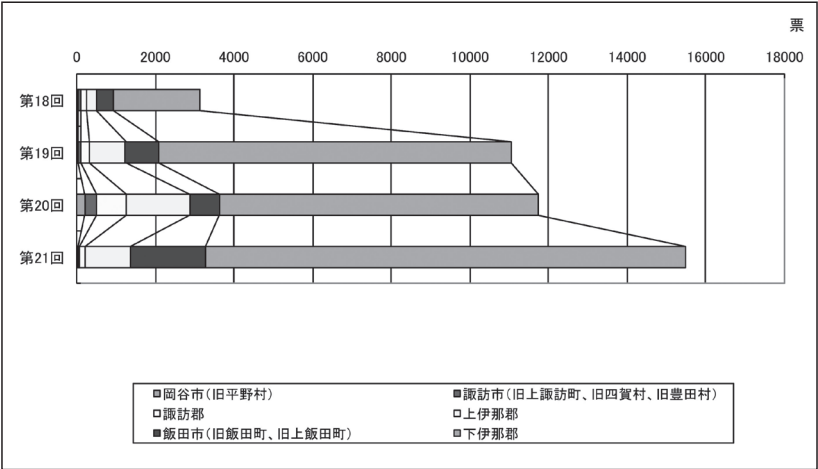 票
0 2000 4000 6000 8000 10000 12000 14000 16000 18000
第18回
第19回
第20回
第21回
岡谷市(旧平野村) 諏訪市(旧上諏訪町、旧四賀村、旧豊田村)
諏訪郡 上伊那郡
飯田市(旧飯田町、旧上飯田町) 下伊那郡